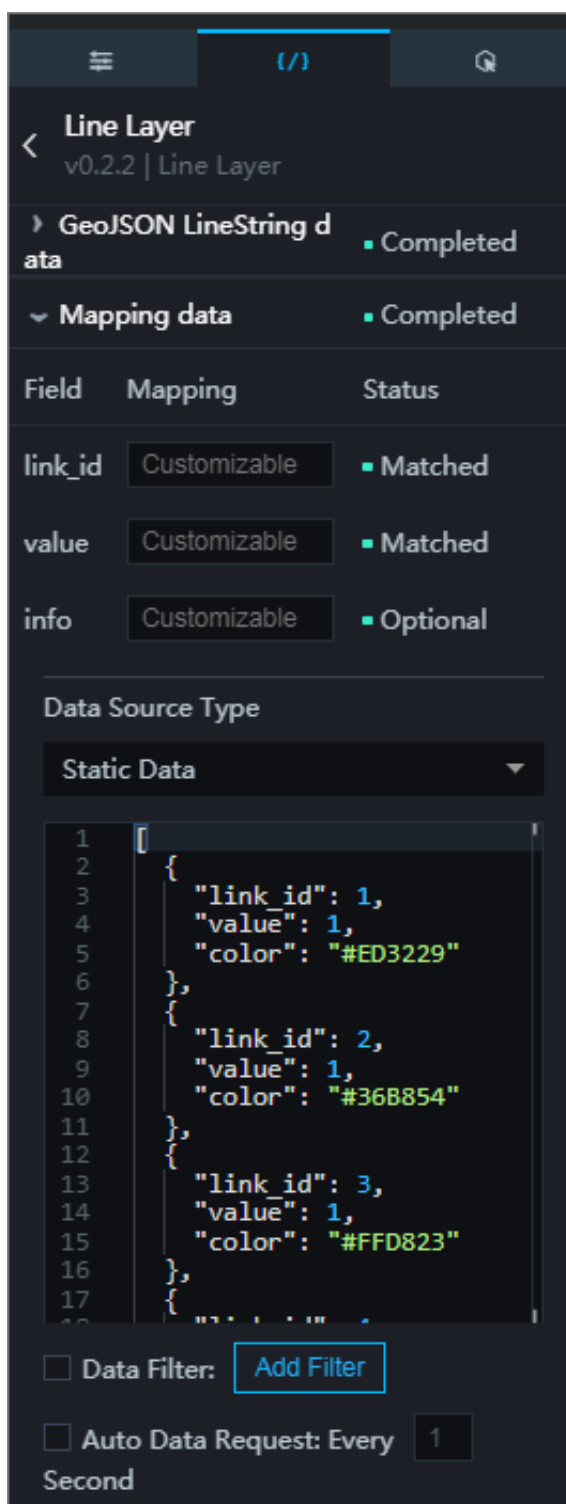 {/}
Line Layer
v0.2.2 | Line Layer
GeoJSON LineString d
ata
Completed
Mapping data Completed
Field Mapping Status
link_id Customizable Matched
value Customizable Matched
info Customizable Optional
Data Source Type
Static Data
1 [
2 {
3 "link_id": 1,
4 "value": 1,
5 "color": "#ED3229"
6 },
7 {
8 "link_id": 2,
9 "value": 1,
10 "color": "#36B854"
11 },
12 {
13 "link_id": 3,
14 "value": 1,
15 "color": "#FFD823"
16 },
17 {
Data Filter: Add Filter
Auto Data Request: Every 1
Second